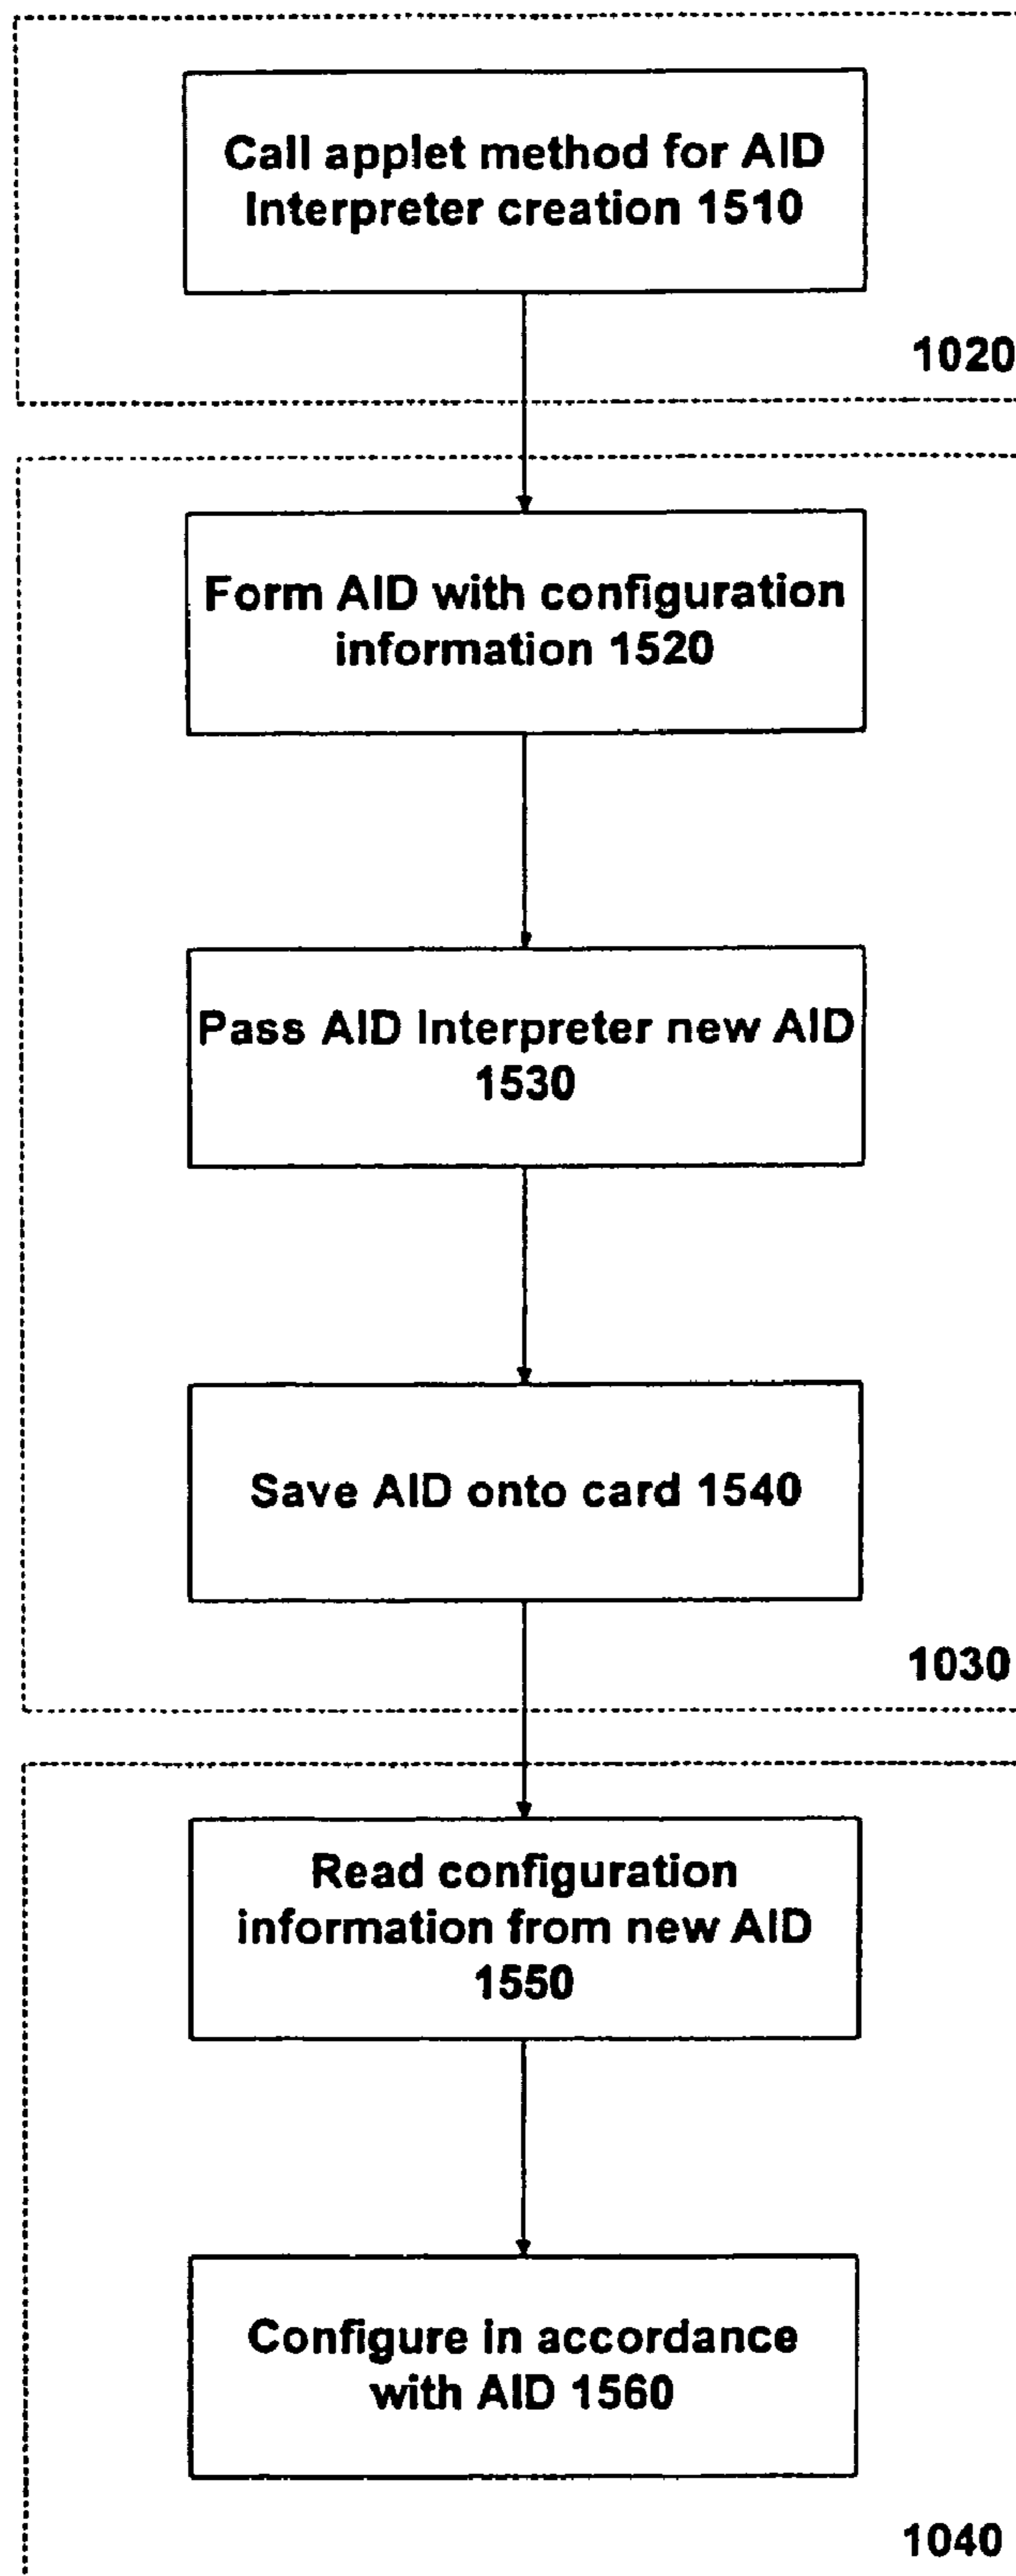 Call applet method for AID
Interpreter creation 1510
1020
Form AID with configuration
information 1520
Pass AID Interpreter new AID
1530
Save AID onto card 1540
1030
Read configuration
information from new AID
1550
Configure in accordance
with AID 1560
1040